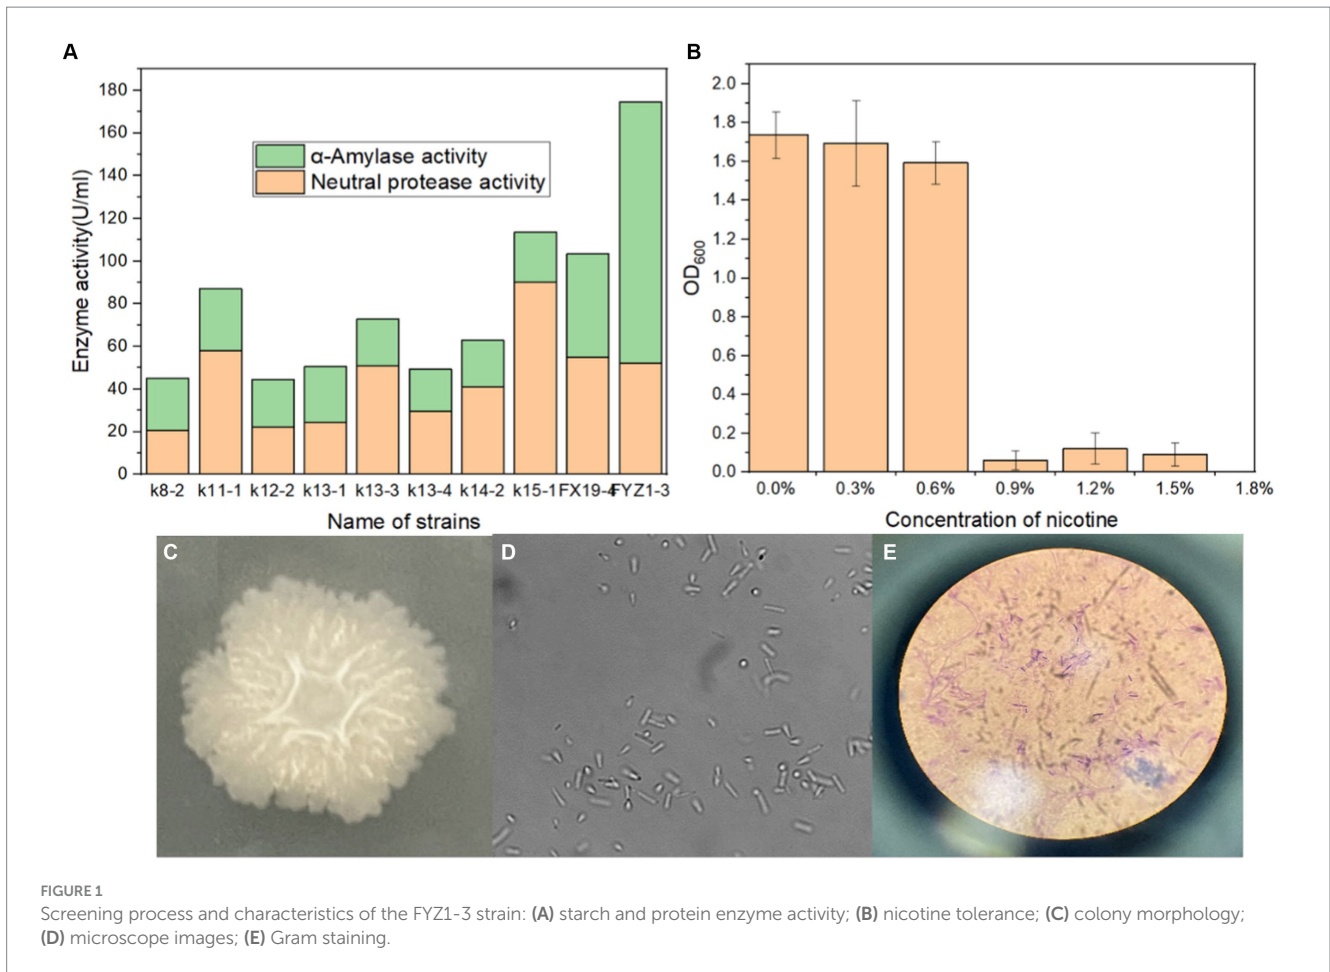 A
B
Enzyme activity(U/ml)
180
160
140
120
100
80
60
40
20
0
α-Amylase activity
Neutral protease activity
k8-2 k11-1 k12-2 k13-1 k13-3 k13-4 k14-2 k15-1 FX19-4 FYZ1-3
Name of strains
OD600
2.0
1.8
1.6
1.4
1.2
1.0
0.8
0.6
0.4
0.2
0.0
0.0% 0.3% 0.6% 0.9% 1.2% 1.5% 1.8%
Concentration of nicotine
C
D
E
FIGURE 1
Screening process and characteristics of the FYZ1-3 strain: (A) starch and protein enzyme activity; (B) nicotine tolerance; (C) colony morphology;
(D) microscope images; (E) Gram staining.